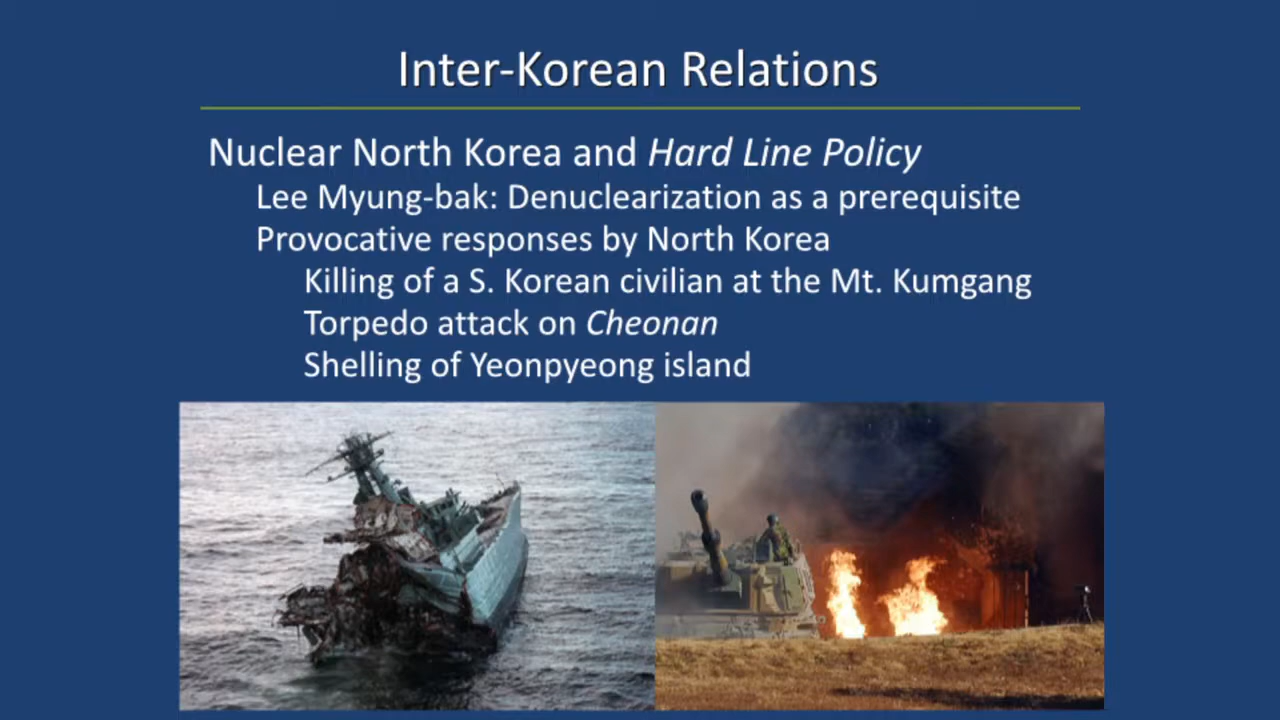 Inter-Korean Relations
Nuclear North Korea and Hard Line Policy
Lee Myung-bak: Denuclearization as a prerequisite
Provocative responses by North Korea
Killing of a S. Korean civilian at the Mt. Kumgang
Torpedo attack on Cheonan
Shelling of Yeonpyeong island